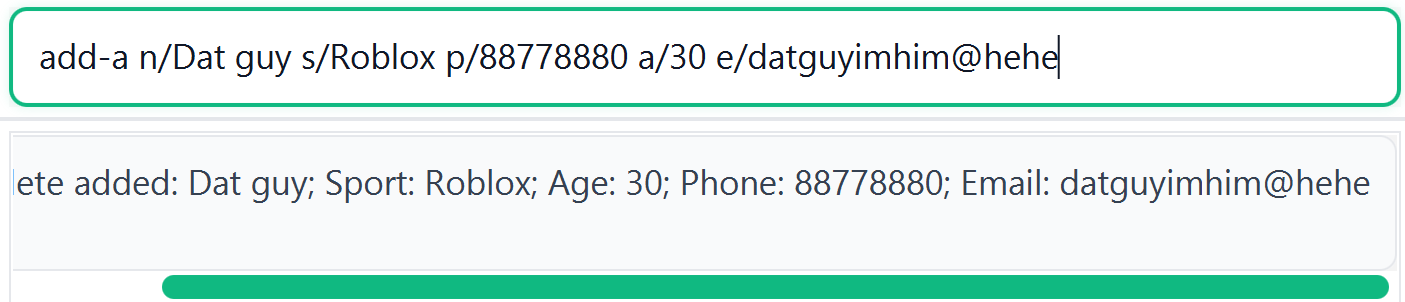 add-a n/Dat guy s/Roblox p/88778880 a/30 e/datguyimhim@hehe
lete added: Dat guy; Sport: Roblox; Age: 30; Phone: 88778880; Email: datguyimhim@hehe